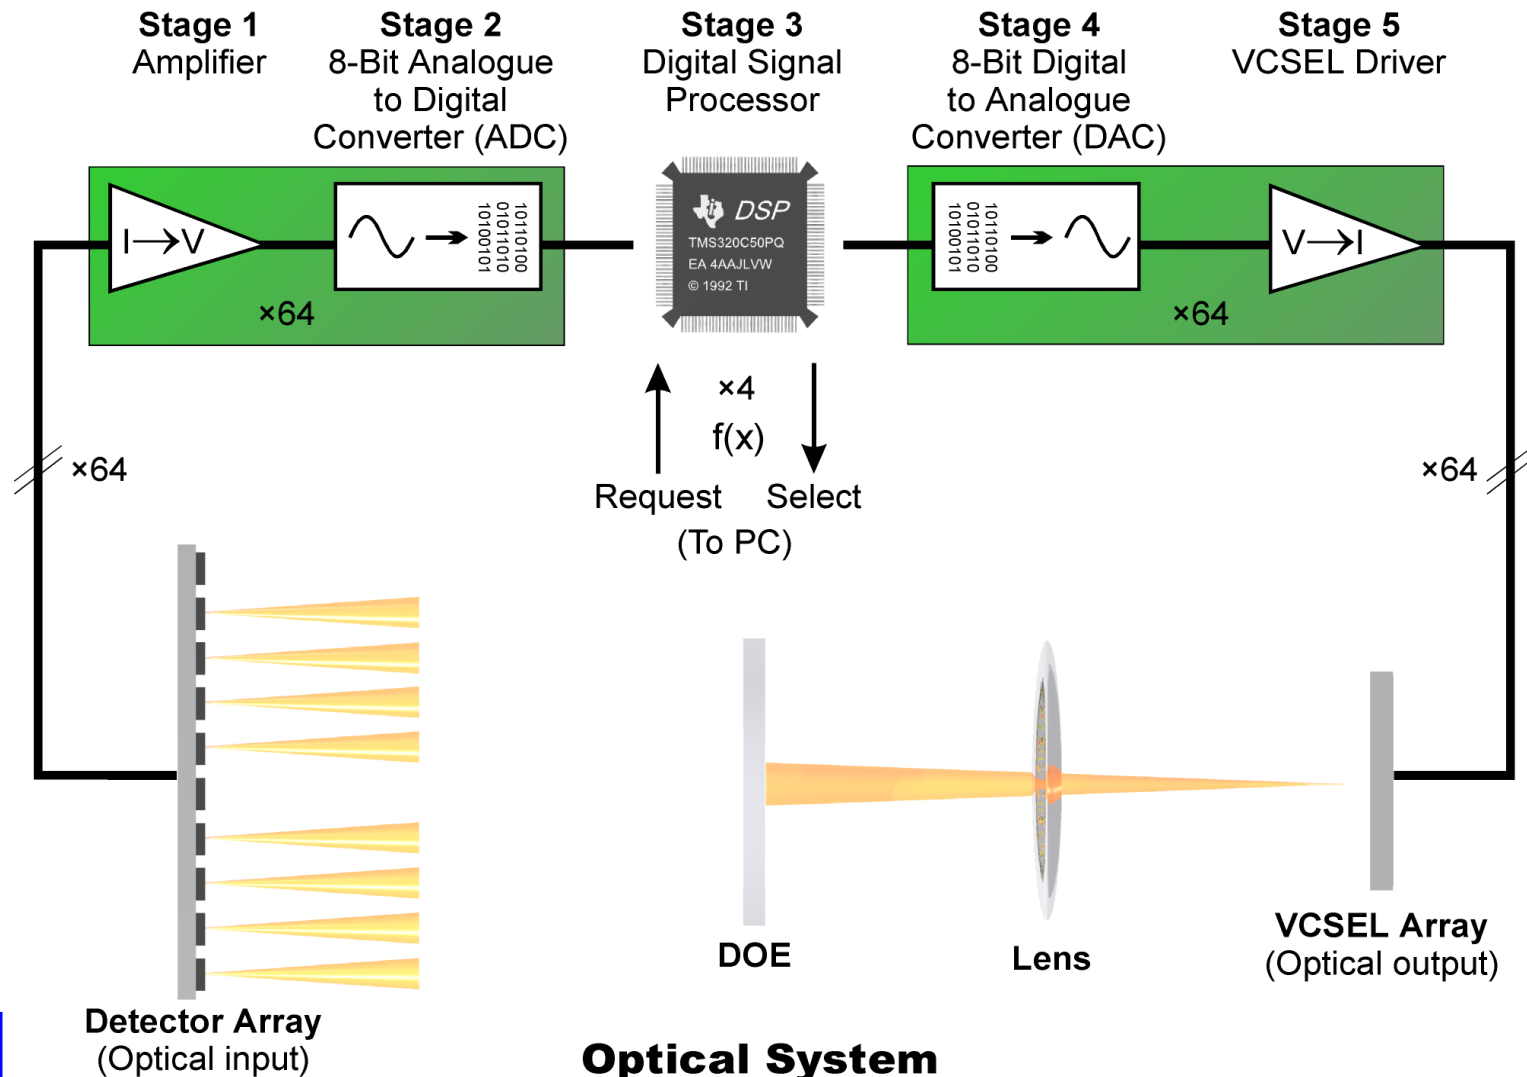 Stage 1
Amplifier
Stage 2
8-Bit Analogue
to Digital
Converter (ADC)
Stage 3
Digital Signal
Processor
Stage 4
8-Bit Digital
to Analogue
Converter (DAC)
Stage 5
VCSEL Driver
I→V
10110100
01011010
10100101
×64
DSP
TMS320C50PQ
EA 4AAJLVW
© 1992 TI
10110100
01011010
10100101
V→I
×64
×4
f(x)
Request
Select
(To PC)
×64
×64
Detector Array
(Optical input)
DOE
Lens
VCSEL Array
(Optical output)
Optical System